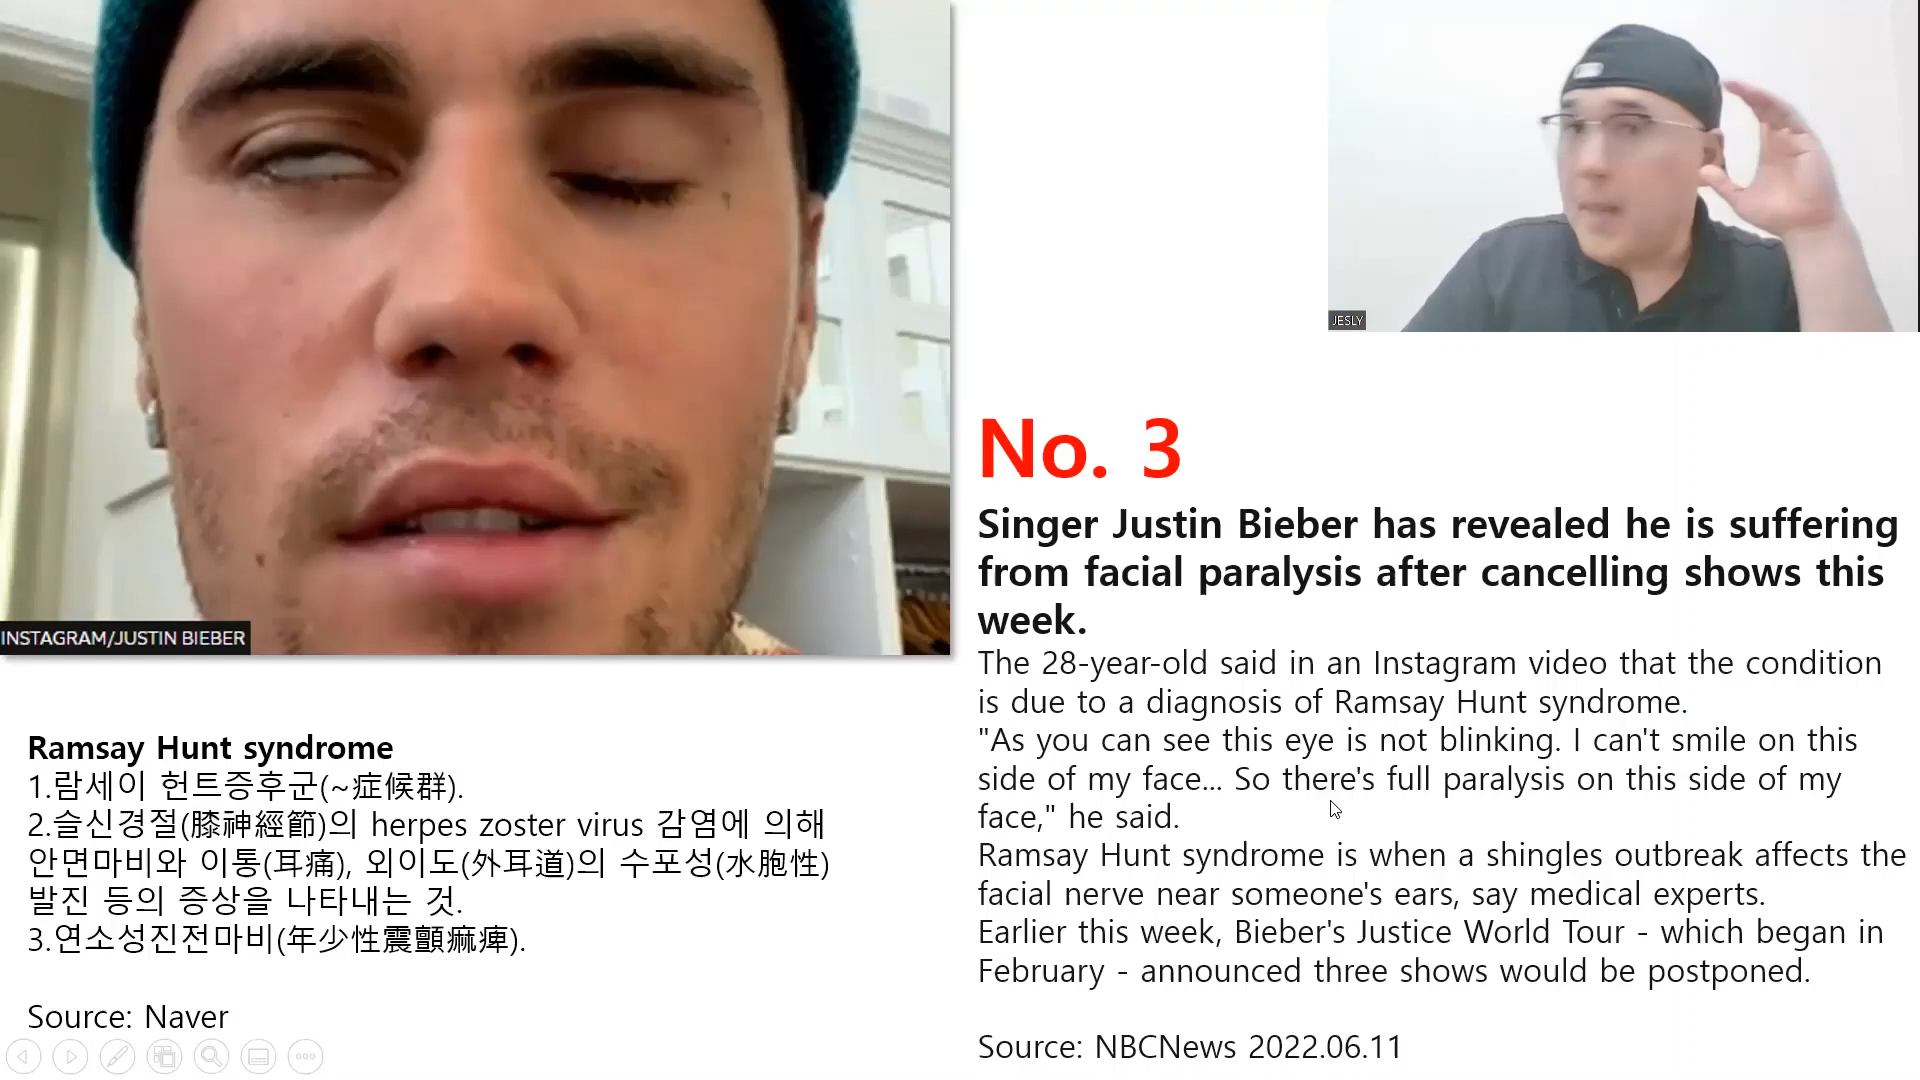 INSTAGRAM/JUSTIN BIEBER
Ramsay Hunt syndrome
1.람세이 헌트증후군(~症候群).
2.슬신경절(膝神經節)의 herpes zoster virus 감염에 의해
안면마비와 이통(耳痛), 외이도(外耳道)의 수포성(水胞性)
발진 등의 증상을 나타내는 것.
3.연소성진전마비(年少性震顫痲痺).
Source: Naver
JESLY
No. 3
Singer Justin Bieber has revealed he is suffering
from facial paralysis after cancelling shows this
week.
The 28-year-old said in an Instagram video that the condition
is due to a diagnosis of Ramsay Hunt syndrome.
"As you can see this eye is not blinking. I can't smile on this
side of my face... So there's full paralysis on this side of my
face," he said.
Ramsay Hunt syndrome is when a shingles outbreak affects the
facial nerve near someone's ears, say medical experts.
Earlier this week, Bieber's Justice World Tour - which began in
February - announced three shows would be postponed.
Source: NBCNews 2022.06.11